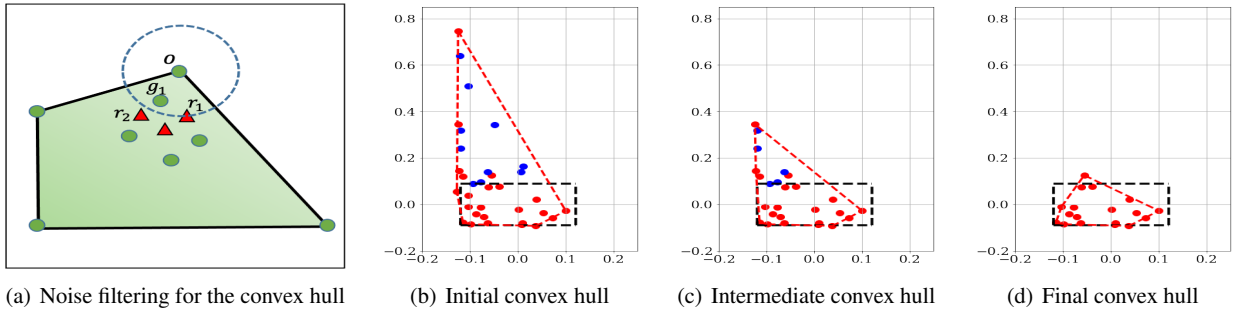 o
g₁
r₂
r₁
(a) Noise filtering for the convex hull
0.8
0.6
0.4
0.2
0.0
−0.2
−0.2 −0.1 0.0 0.1 0.2
(b) Initial convex hull
0.8
0.6
0.4
0.2
0.0
−0.2
−0.2 −0.1 0.0 0.1 0.2
(c) Intermediate convex hull
0.8
0.6
0.4
0.2
0.0
−0.2
−0.2 −0.1 0.0 0.1 0.2
(d) Final convex hull